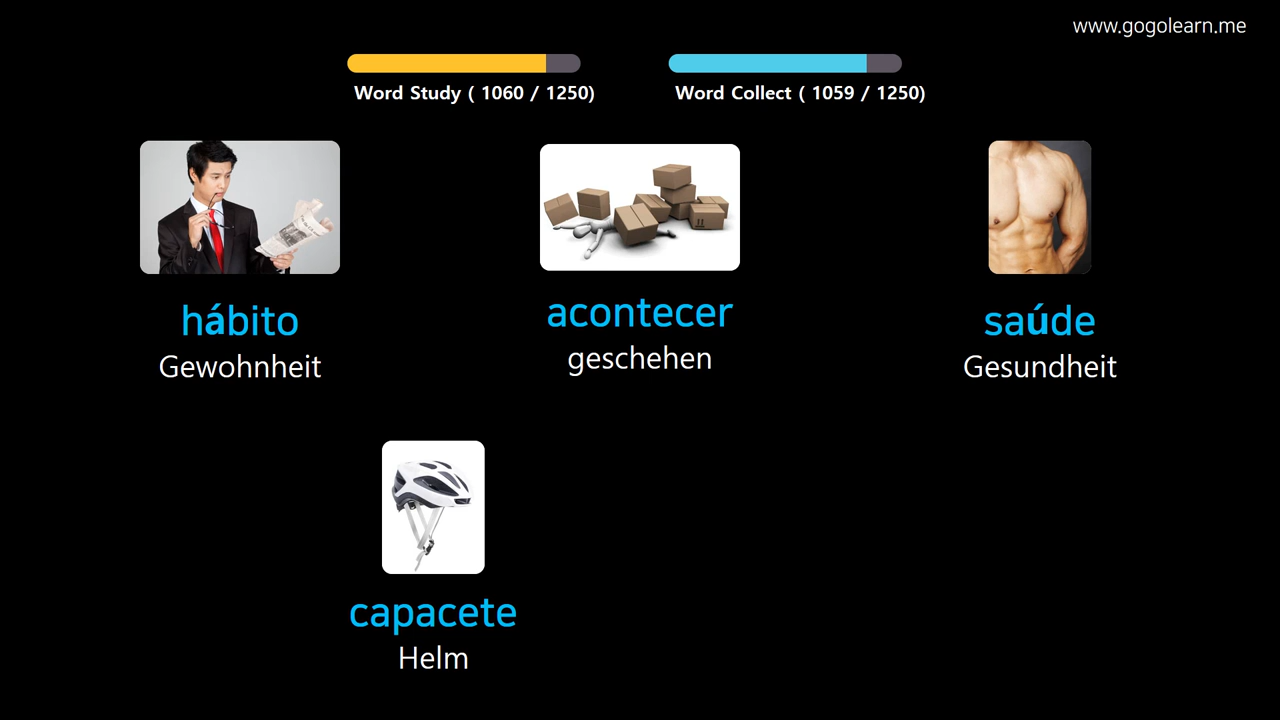 www.gogolearn.me
Word Study ( 1060 / 1250)
Word Collect ( 1059 / 1250)
hábito
Gewohnheit
acontecer
geschehen
saúde
Gesundheit
capacete
Helm